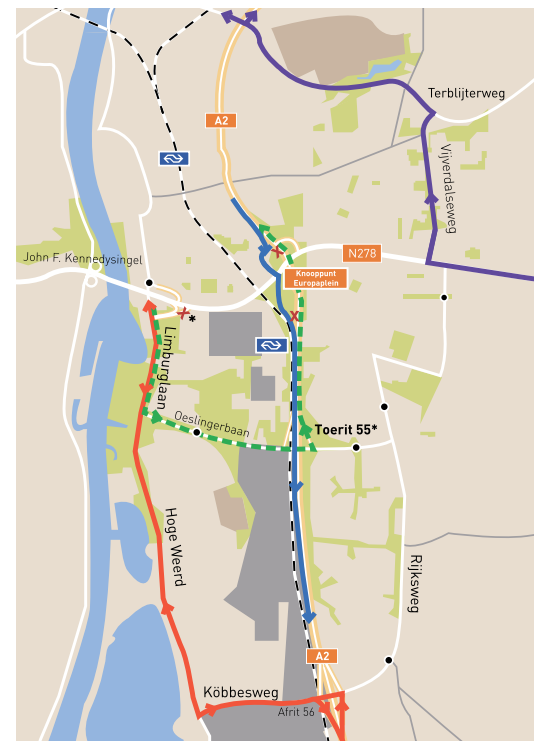 Terblijterweg
A2
Vijverdalseweg
John F. Kennedysingel
N278
Knooppunt
Europaplein
*
Limburglaan
Oeslingerbaan
Toerit 55*
Hoge Weerd
Rijksweg
A2
Köbbesweg
Afrit 56